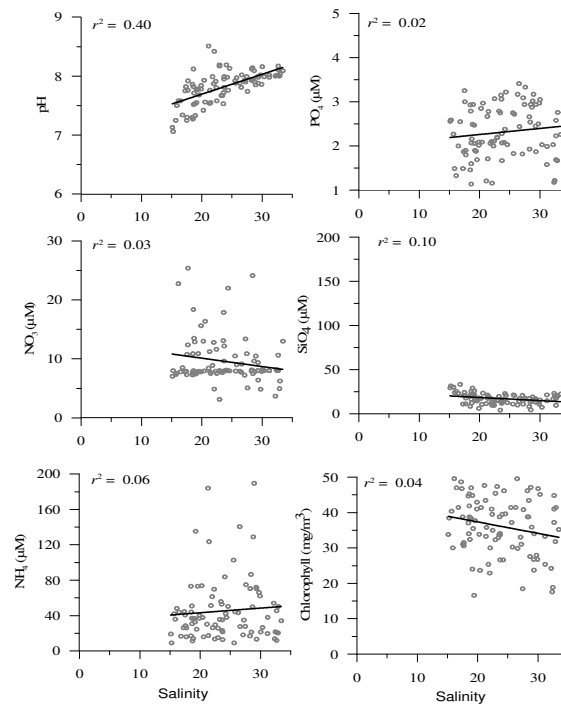 r² = 0.40
pH
9
8
7
6
0 10 20 30
r² = 0.02
PO₄ (µM)
5
4
3
2
1
0 10 20 30
r² = 0.03
NO₃ (µM)
30
20
10
0
0 10 20 30
r² = 0.10
SiO₄ (µM)
200
150
100
50
0
0 10 20 30
r² = 0.06
NH₄ (µM)
200
160
120
80
40
0
0 10 20 30
Salinity
r² = 0.04
Chlorophyll (mg/m³)
50
40
30
20
10
0
0 10 20 30
Salinity